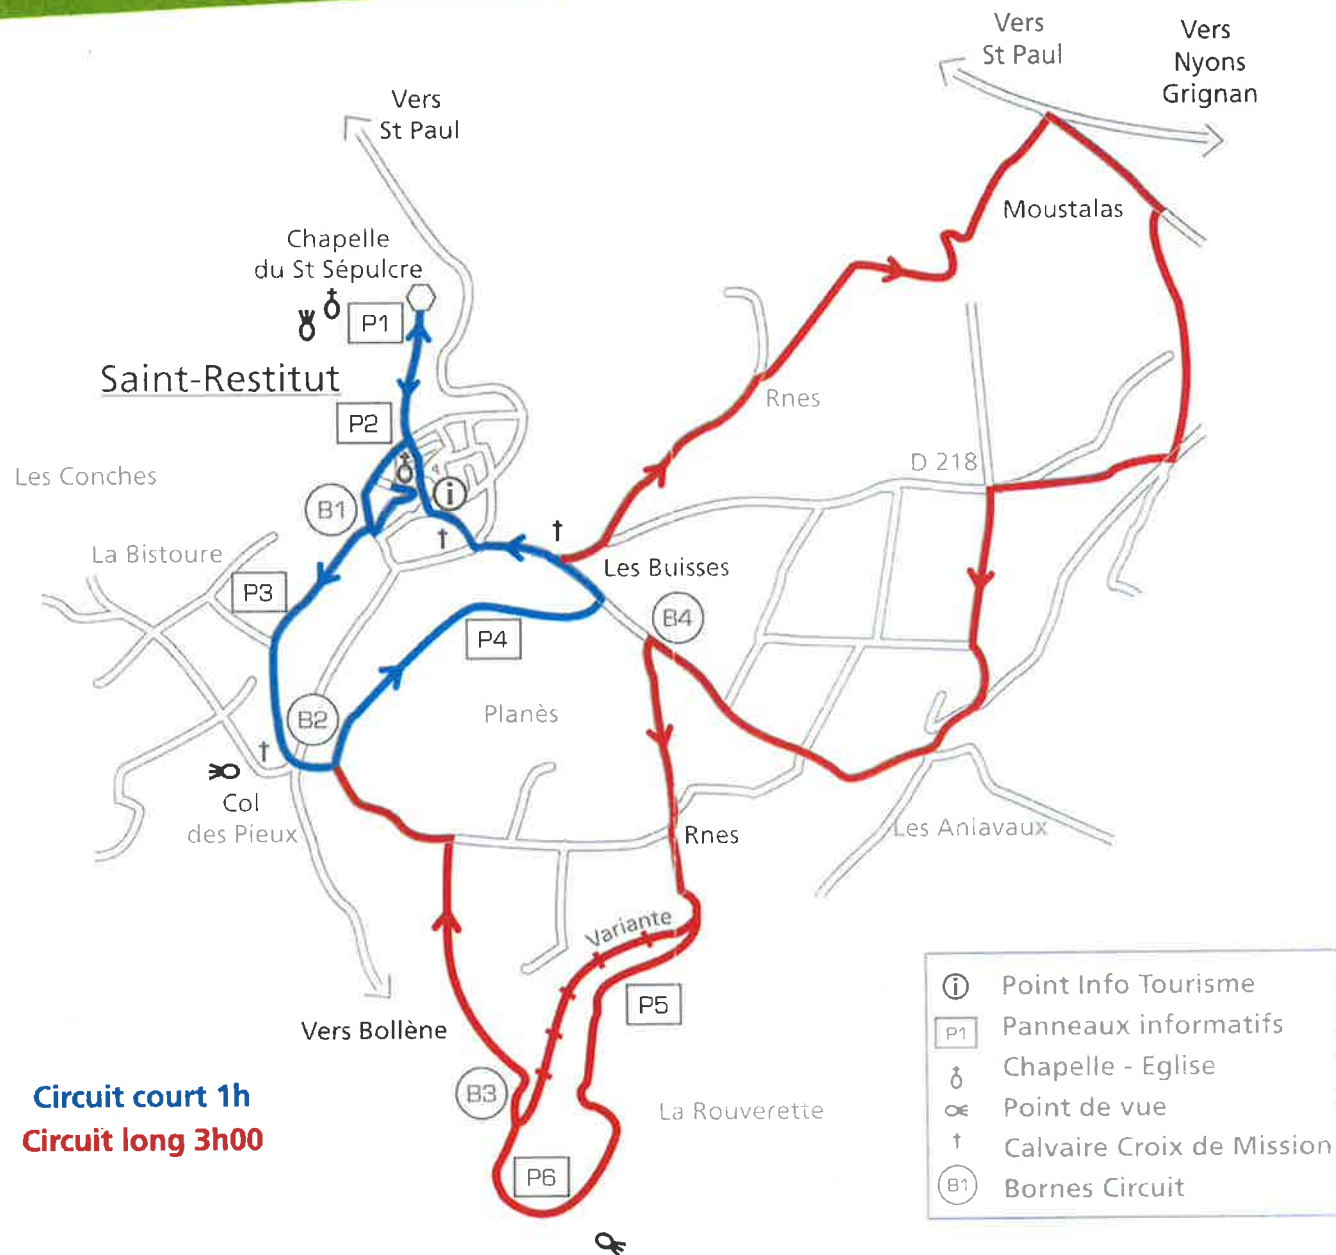 Vers
St Paul
Vers
Nyons
Grignan
Vers
St Paul
Moustalas
Chapelle
du St Sépulcre
P1
Saint-Restitut
P2
Rnes
Les Conches
D 218
B1
i
La Bistoure
Les Buisses
P3
B4
P4
B2
Planès
Col
des Pieux
Rnes
Les Anlavaux
Variante
P5
Vers Bollène
B3
La Rouverette
P6
Circuit court 1h
Circuit long 3h00
i Point Info Tourisme
P1 Panneaux informatifs
Chapelle - Eglise
Point de vue
Calvaire Croix de Mission
B1 Bornes Circuit